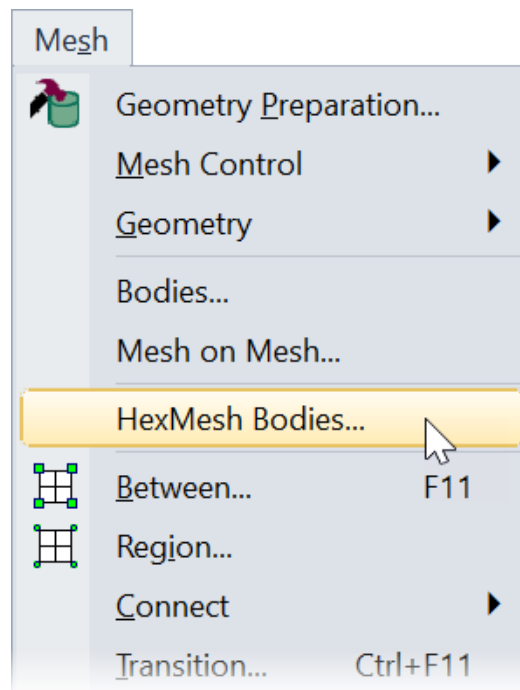 Mesh
Geometry Preparation...
Mesh Control
Geometry
Bodies...
Mesh on Mesh...
HexMesh Bodies...
Between... F11
Region...
Connect
Transition... Ctrl+F11